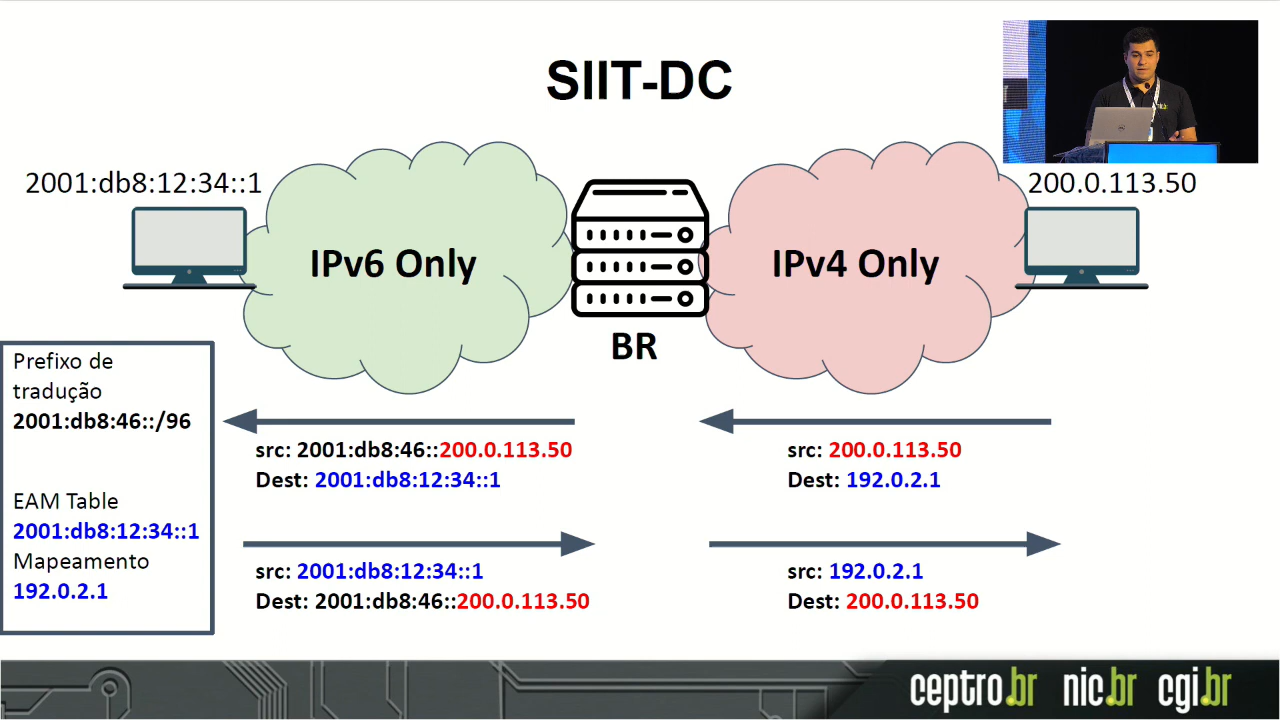 SIIT-DC
2001:db8:12:34::1
200.0.113.50
IPv6 Only
IPv4 Only
BR
Prefixo de
tradução
2001:db8:46::/96
EAM Table
2001:db8:12:34::1
Mapeamento
192.0.2.1
src: 2001:db8:46::200.0.113.50
Dest: 2001:db8:12:34::1
src: 200.0.113.50
Dest: 192.0.2.1
src: 2001:db8:12:34::1
Dest: 2001:db8:46::200.0.113.50
src: 192.0.2.1
Dest: 200.0.113.50
ceptro.br nic.br cgi.br